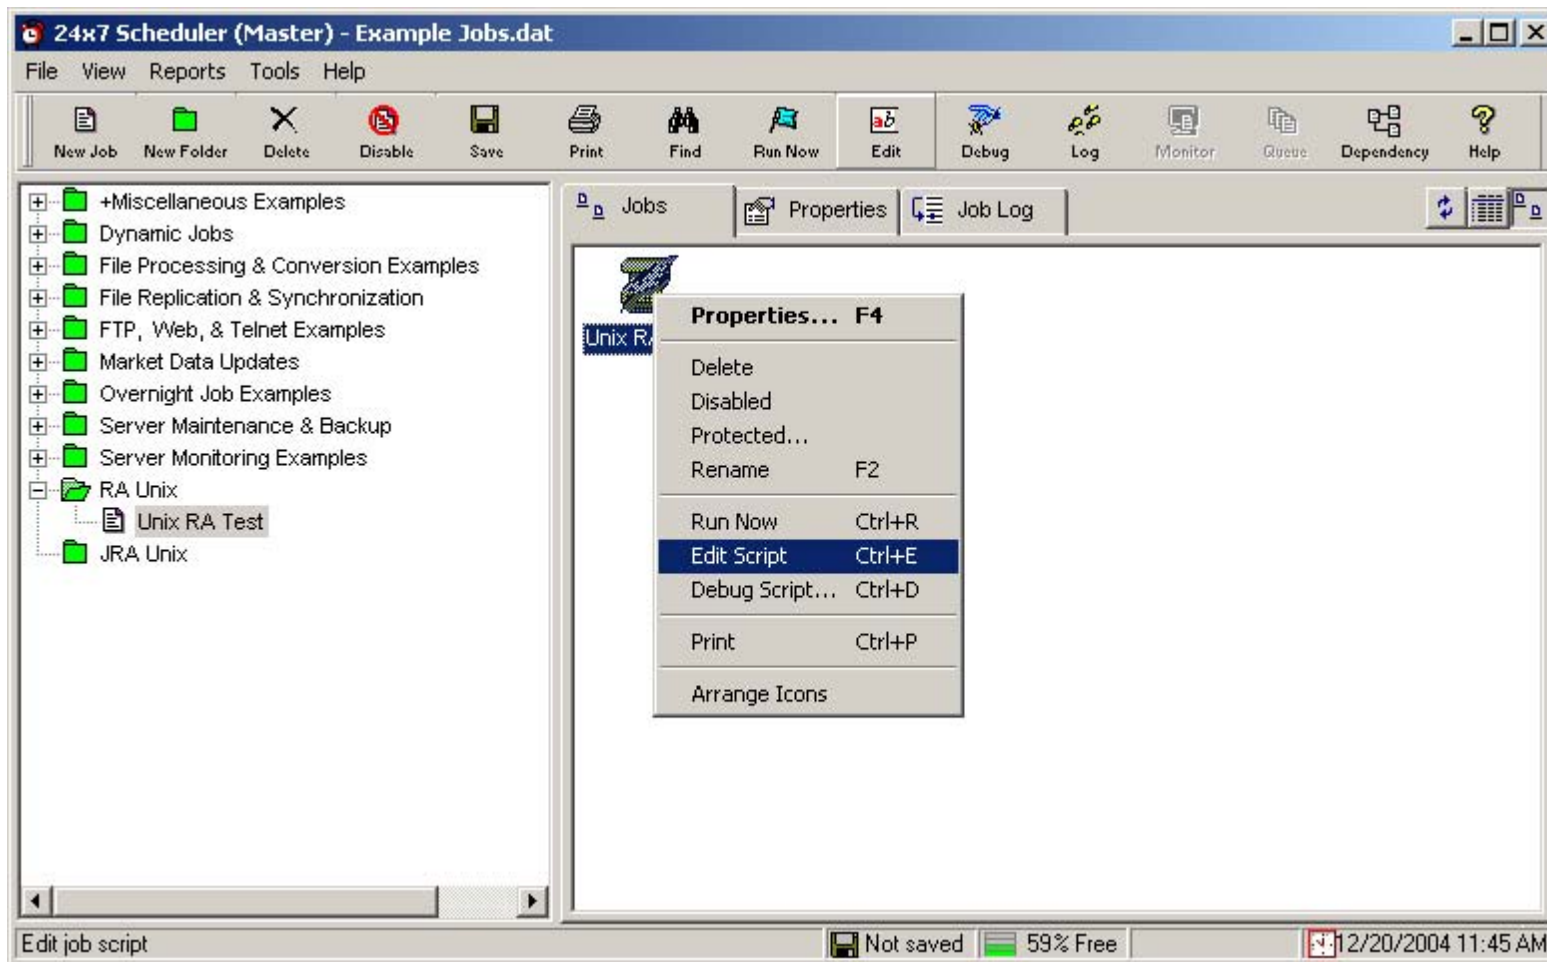 24x7 Scheduler (Master) - Example Jobs.dat
File View Reports Tools Help
New Job New Folder Delete Disable Save Print Find Run Now Edit Debug Log Monitor Queue Dependency Help
+Miscellaneous Examples
Dynamic Jobs
File Processing & Conversion Examples
File Replication & Synchronization
FTP, Web, & Telnet Examples
Market Data Updates
Overnight Job Examples
Server Maintenance & Backup
Server Monitoring Examples
RA Unix
Unix RA Test
JRA Unix
Jobs Properties Job Log
Unix R
Properties... F4
Delete
Disabled
Protected...
Rename F2
Run Now Ctrl+R
Edit Script Ctrl+E
Debug Script... Ctrl+D
Print Ctrl+P
Arrange Icons
Edit job script Not saved 59% Free 12/20/2004 11:45 AM